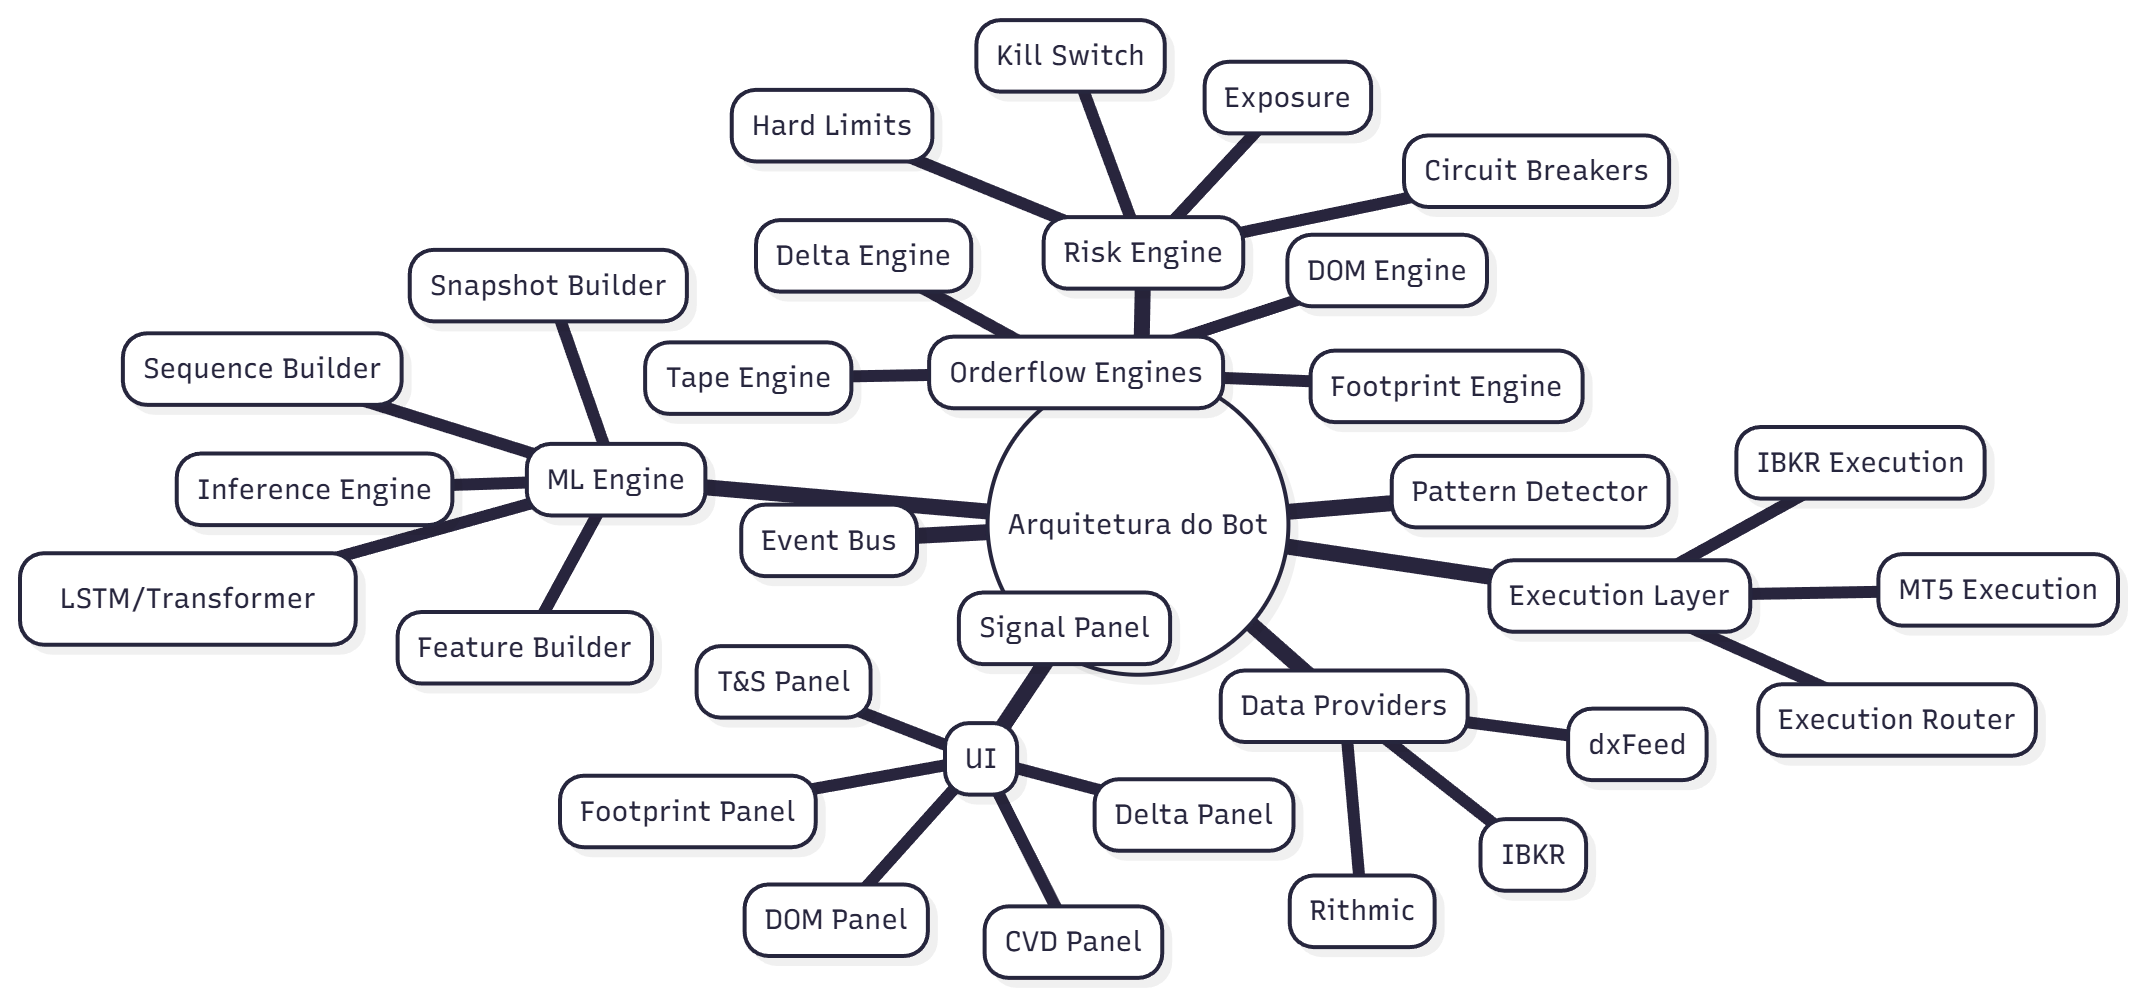 Kill Switch
Exposure
Hard Limits
Circuit Breakers
Risk Engine
Delta Engine
DOM Engine
Snapshot Builder
Sequence Builder
Tape Engine
Orderflow Engines
Footprint Engine
IBKR Execution
ML Engine
Inference Engine
Pattern Detector
Arquitetura do Bot
Event Bus
MT5 Execution
Execution Layer
LSTM/Transformer
Signal Panel
Feature Builder
T&S Panel
Data Providers
Execution Router
dxFeed
UI
Footprint Panel
Delta Panel
IBKR
Rithmic
DOM Panel
CVD Panel